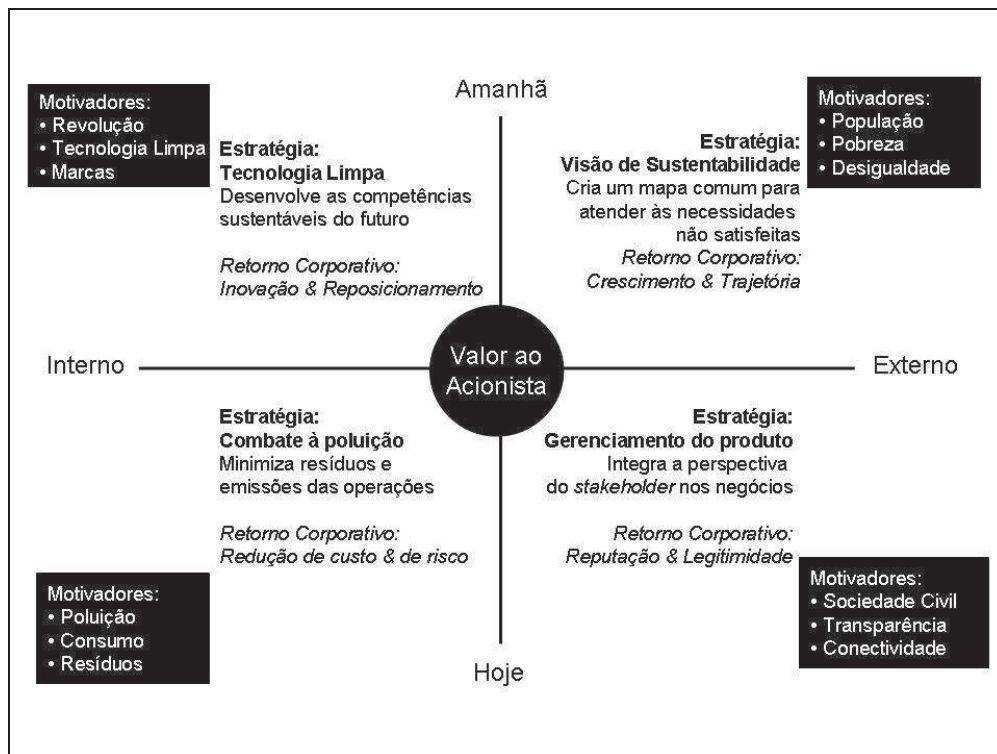 Amanhã
Motivadores:
• Revolução
• Tecnologia Limpa
• Marcas
Estratégia:
Tecnologia Limpa
Desenvolve as competências
sustentáveis do futuro
Retorno Corporativo:
Inovação & Reposicionamento
Estratégia:
Visão de Sustentabilidade
Cria um mapa comum para
atender às necessidades
não satisfeitas
Retorno Corporativo:
Crescimento & Trajetória
Motivadores:
• População
• Pobreza
• Desigualdade
Interno
Valor ao
Acionista
Externo
Estratégia:
Combate à poluição
Minimiza resíduos e
emissões das operações
Retorno Corporativo:
Redução de custo & de risco
Motivadores:
• Poluição
• Consumo
• Resíduos
Estratégia:
Gerenciamento do produto
Integra a perspectiva
do stakeholder nos negócios
Retorno Corporativo:
Reputação & Legitimidade
Motivadores:
• Sociedade Civil
• Transparência
• Conectividade
Hoje